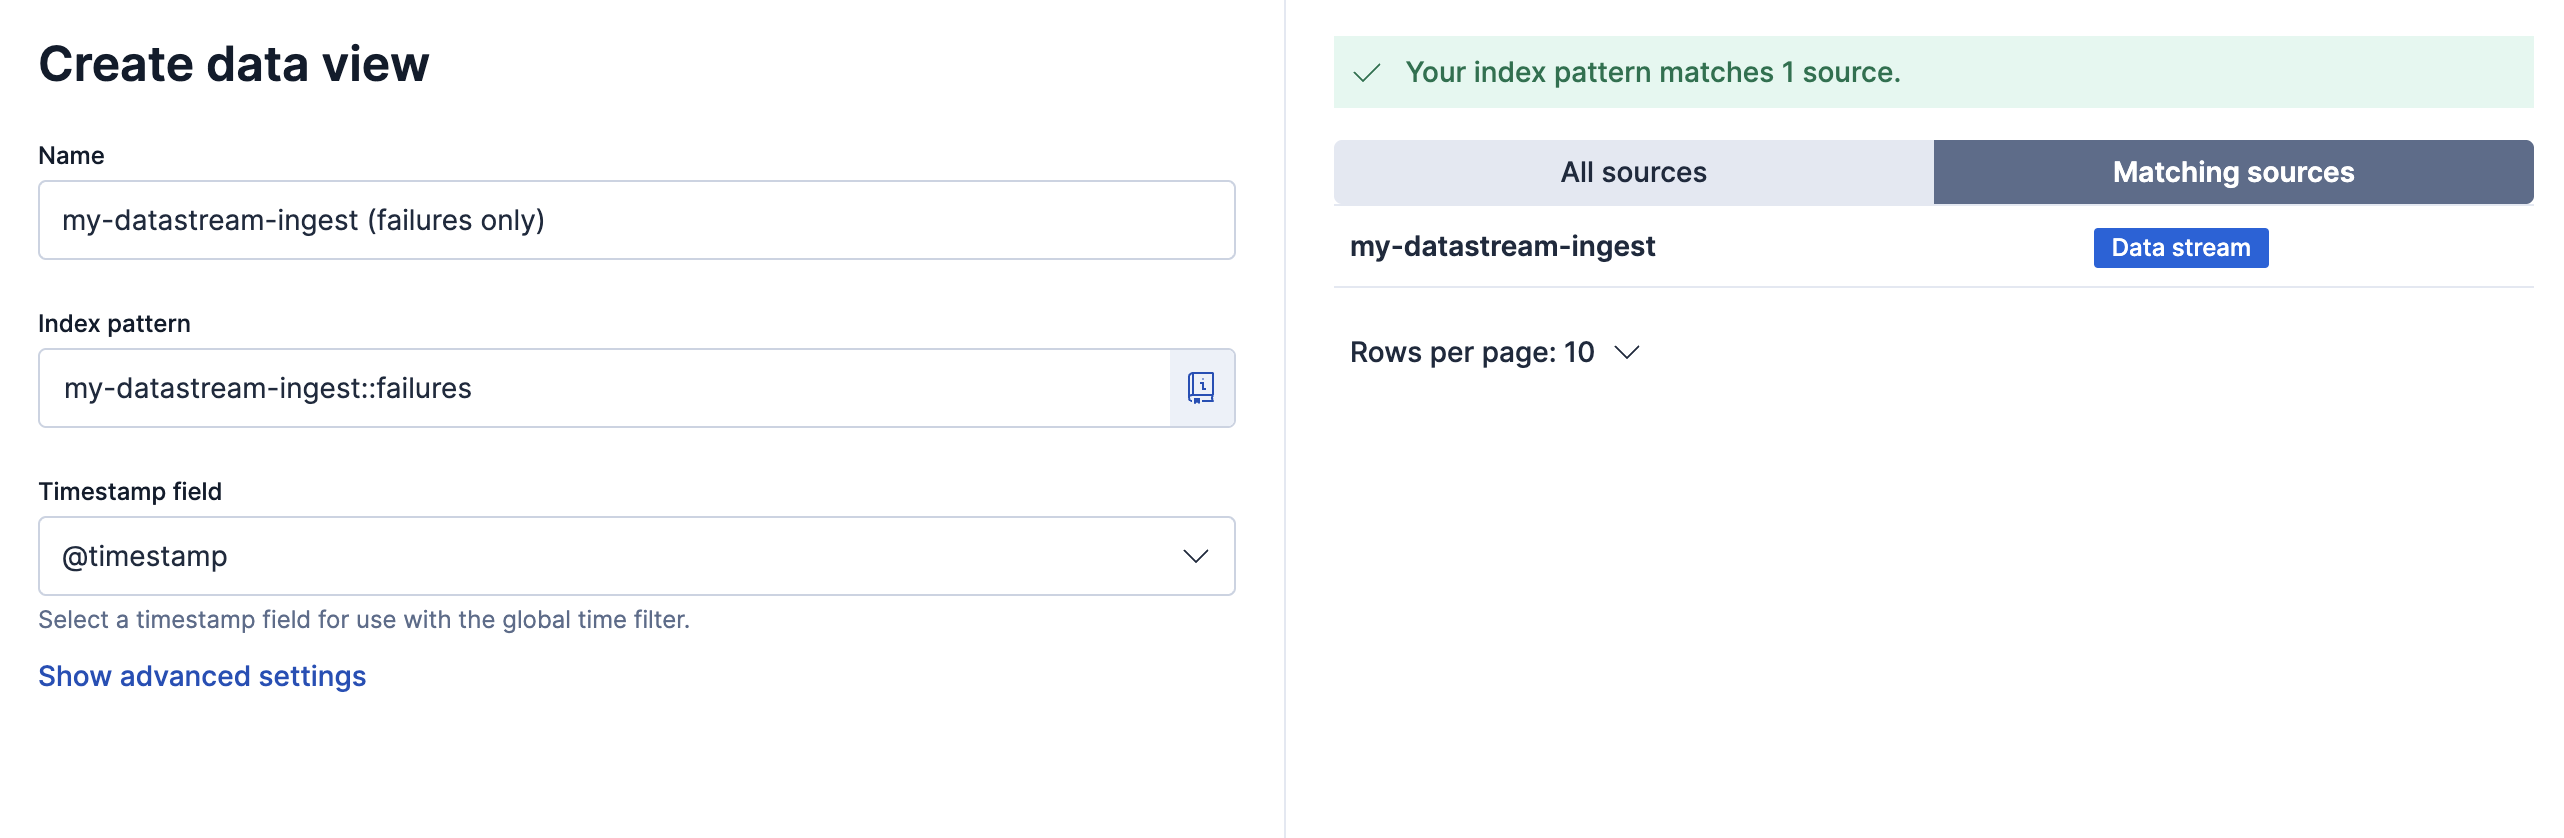 Create data view
Name
my-datastream-ingest (failures only)
Index pattern
my-datastream-ingest::failures
Timestamp field
@timestamp
Select a timestamp field for use with the global time filter.
Show advanced settings
Your index pattern matches 1 source.
All sources
Matching sources
my-datastream-ingest
Data stream
Rows per page: 10